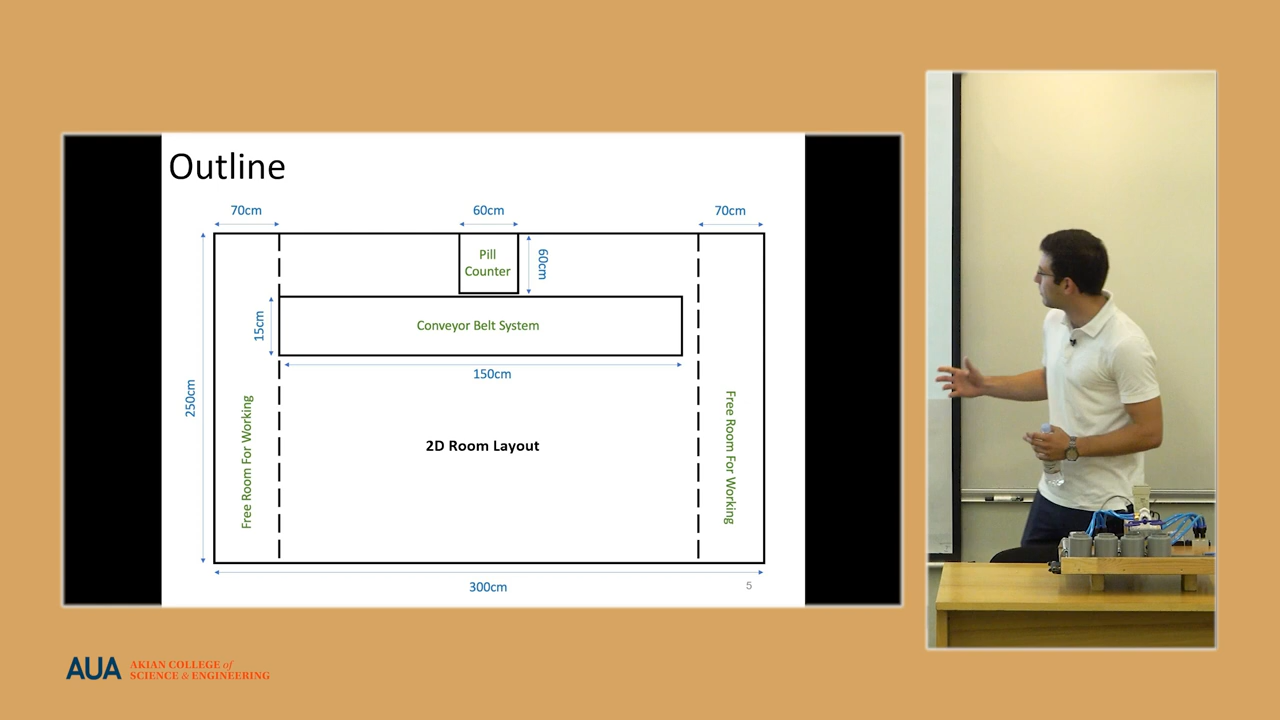 Outline
70cm
60cm
70cm
Pill
Counter
60cm
15cm
Conveyor Belt System
150cm
250cm
Free Room For Working
2D Room Layout
Free Room For Working
300cm
5
AUA
AKIAN COLLEGE of
SCIENCE & ENGINEERING